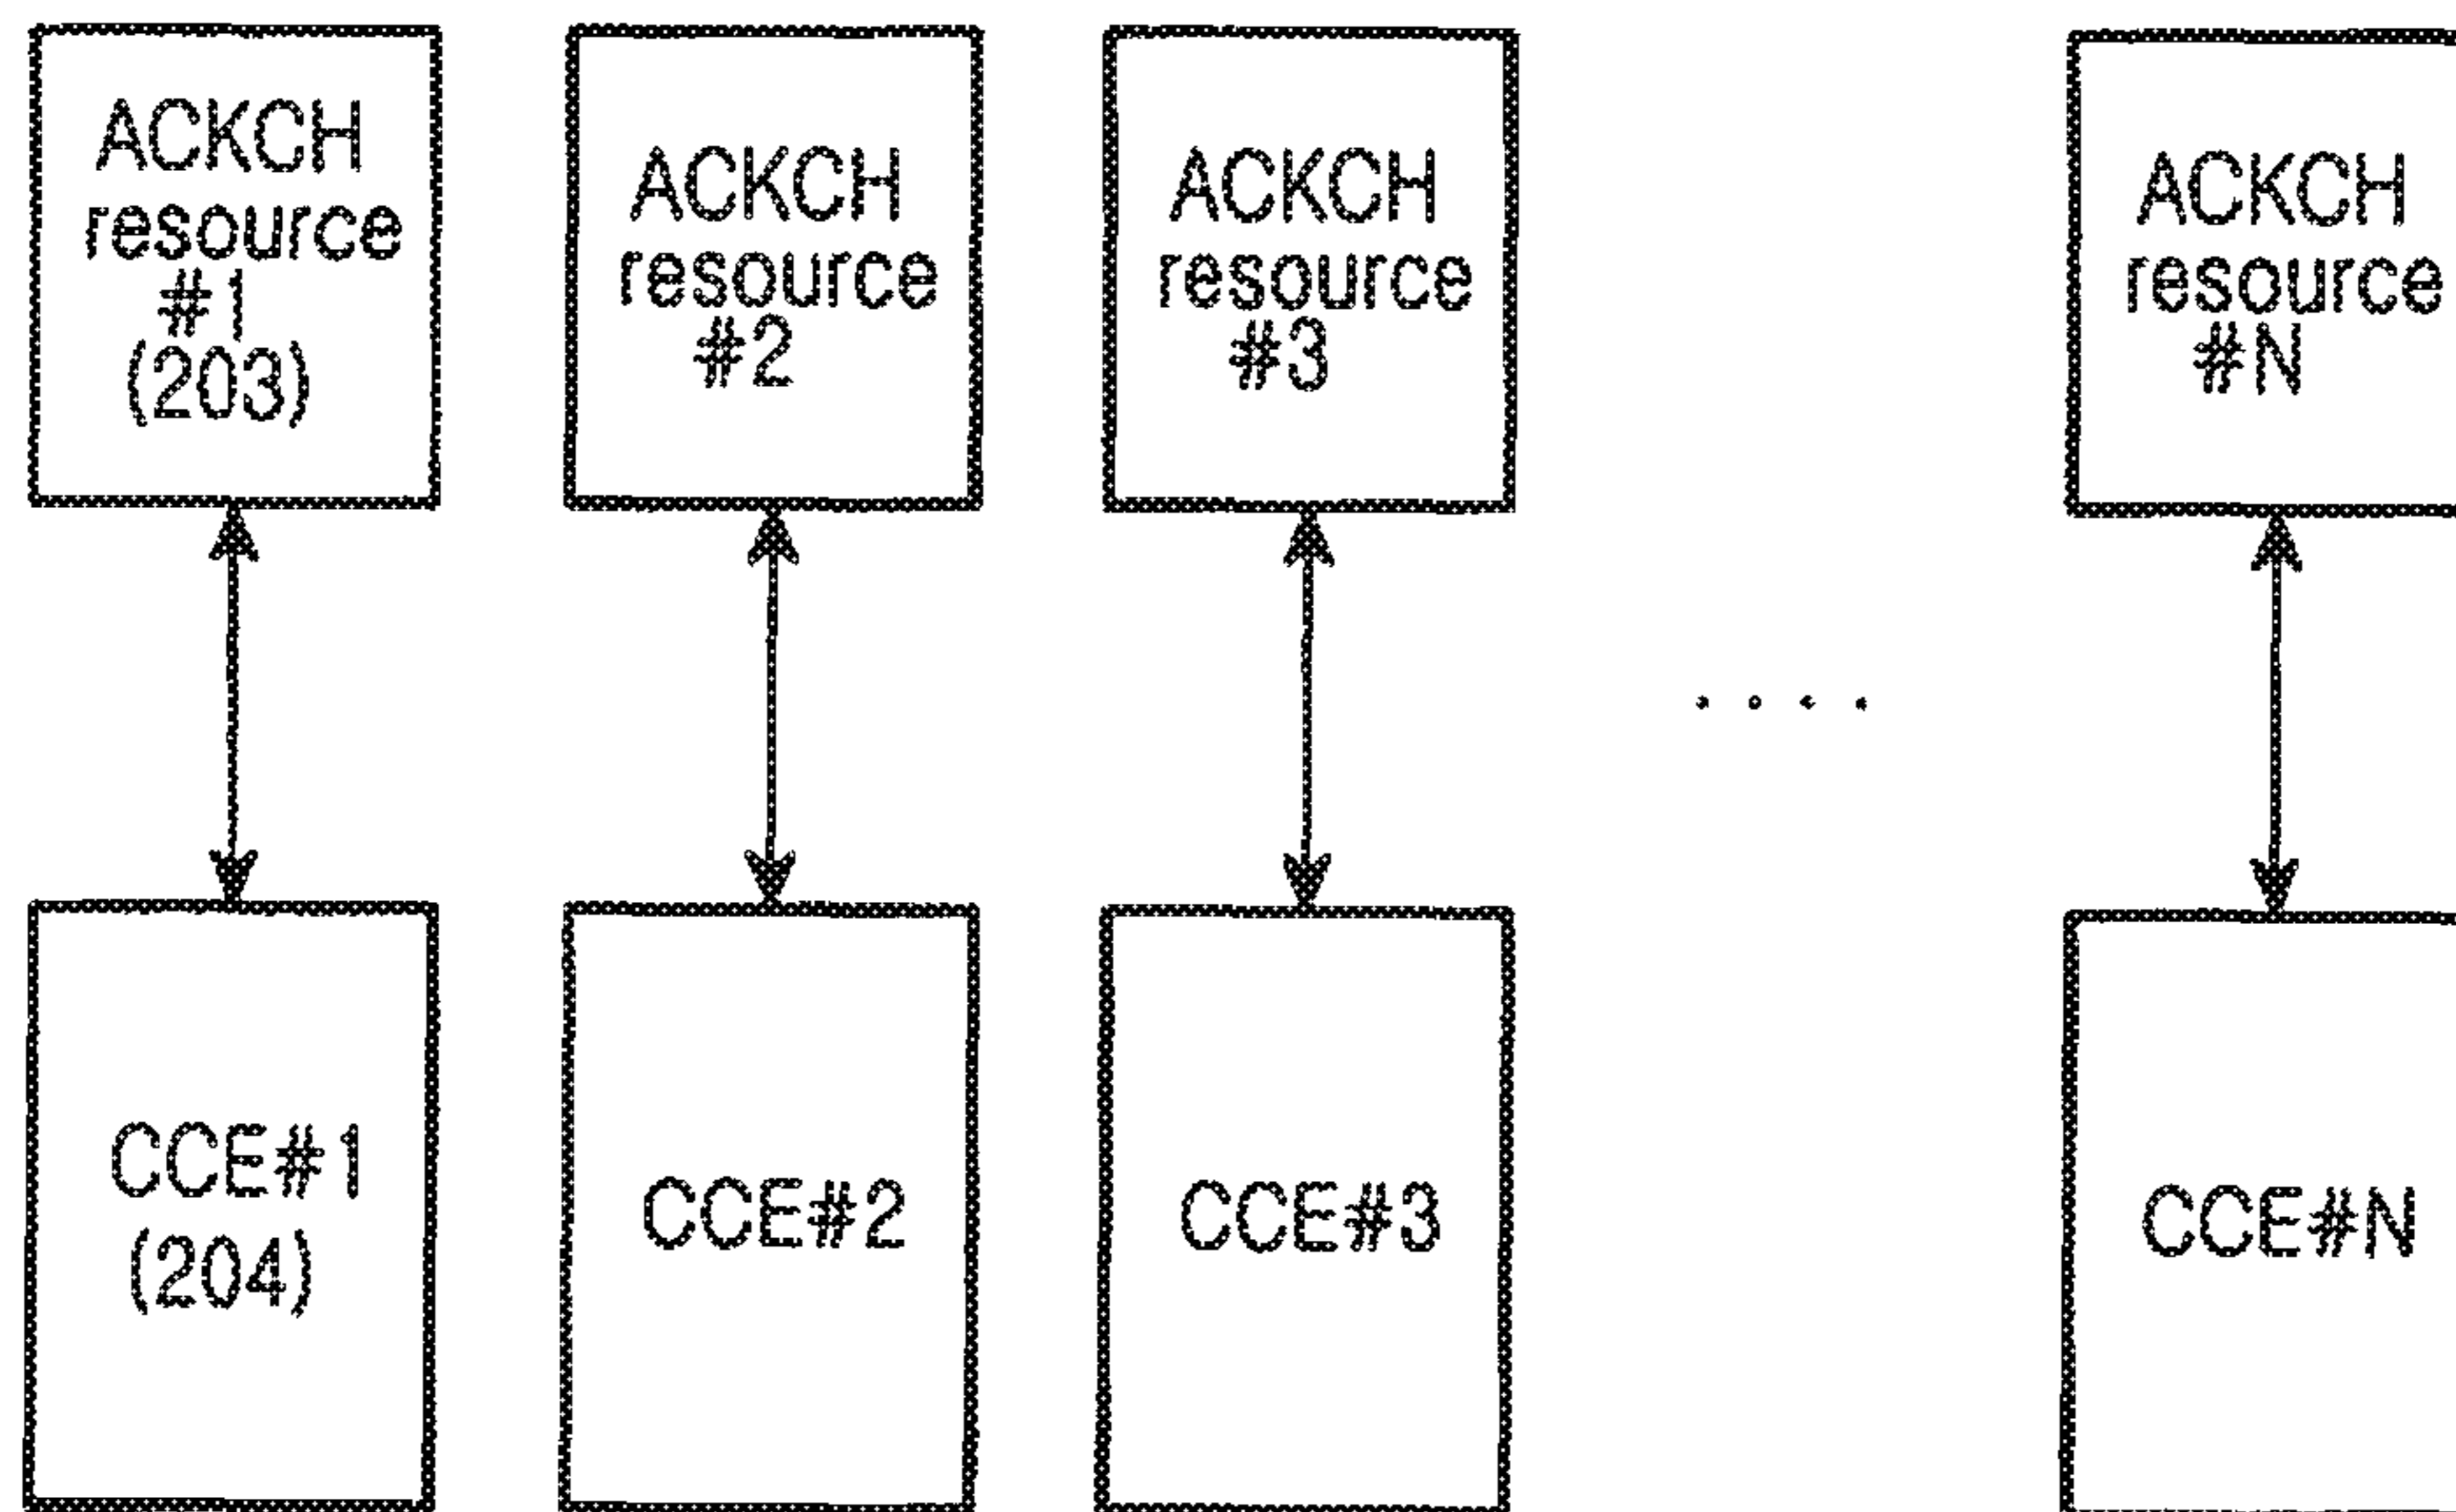 ACKCH
resource
#1
(203)
ACKCH
resource
#2
ACKCH
resource
#3
ACKCH
resource
#N
CCE#1
(204)
CCE#2
CCE#3
CCE#N